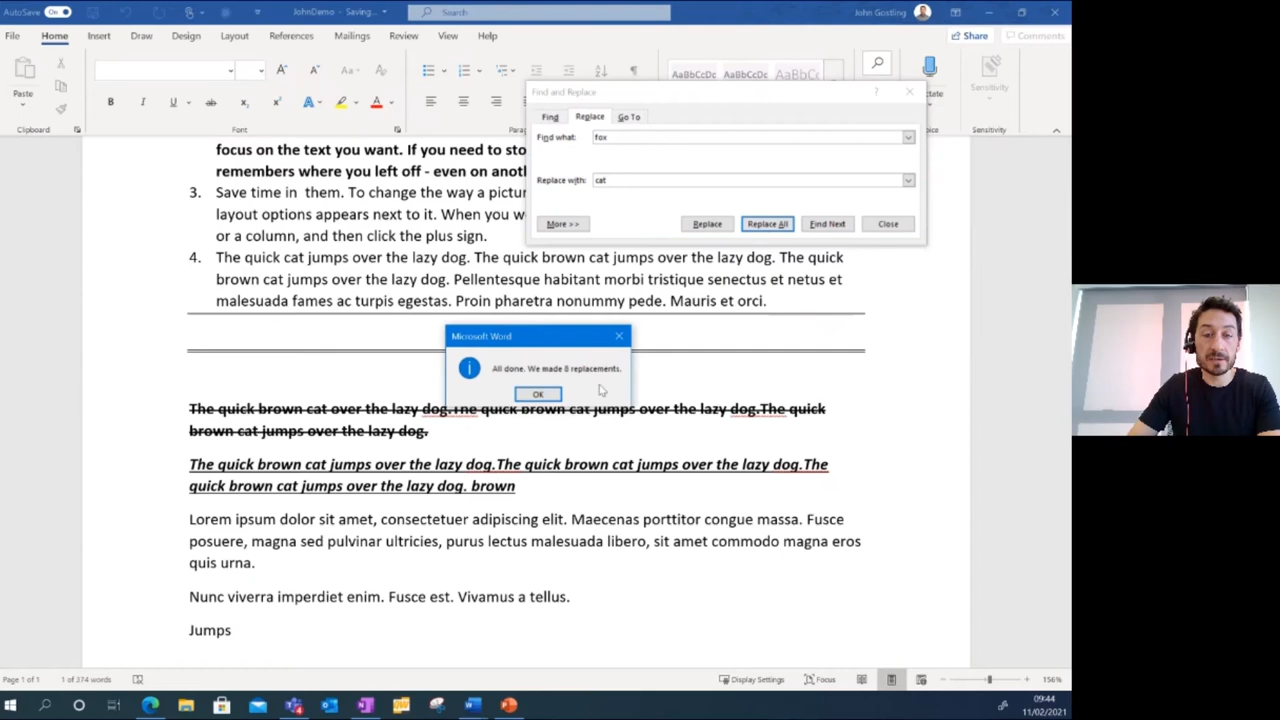 AutoSave On
JohnDemo - Saving...
Search
John Gostling
File Home Insert Draw Design Layout References Mailings Review View Help
Share
Comments
Paste
Clipboard
Font
AaBbCcDc AaBbCcDc AaBbC
Sensitivity
Sensitivity
Find and Replace
Find Replace Go To
Find what: fox
Replace with: cat
More >> Replace Replace All Find Next Close
focus on the text you want. If you need to sto
remembers where you left off - even on anot
3. Save time in them. To change the way a pictur
layout options appears next to it. When you w
or a column, and then click the plus sign.
4. The quick cat jumps over the lazy dog. The quick brown cat jumps over the lazy dog. The quick
brown cat jumps over the lazy dog. Pellentesque habitant morbi tristique senectus et netus et
malesuada fames ac turpis egestas. Proin pharetra nonummy pede. Mauris et orci.
Microsoft Word
All done. We made 8 replacements.
OK
The quick brown cat over the lazy dog.The quick brown cat jumps over the lazy dog.The quick
brown cat jumps over the lazy dog.
The quick brown cat jumps over the lazy dog.The quick brown cat jumps over the lazy dog.The
quick brown cat jumps over the lazy dog. brown
Lorem ipsum dolor sit amet, consectetuer adipiscing elit. Maecenas porttitor congue massa. Fusce
posuere, magna sed pulvinar ultricies, purus lectus malesuada libero, sit amet commodo magna eros
quis urna.
Nunc viverra imperdiet enim. Fusce est. Vivamus a tellus.
Jumps
Page 1 of 1 1 of 374 words
Display Settings Focus 156%
09:44
11/02/2021